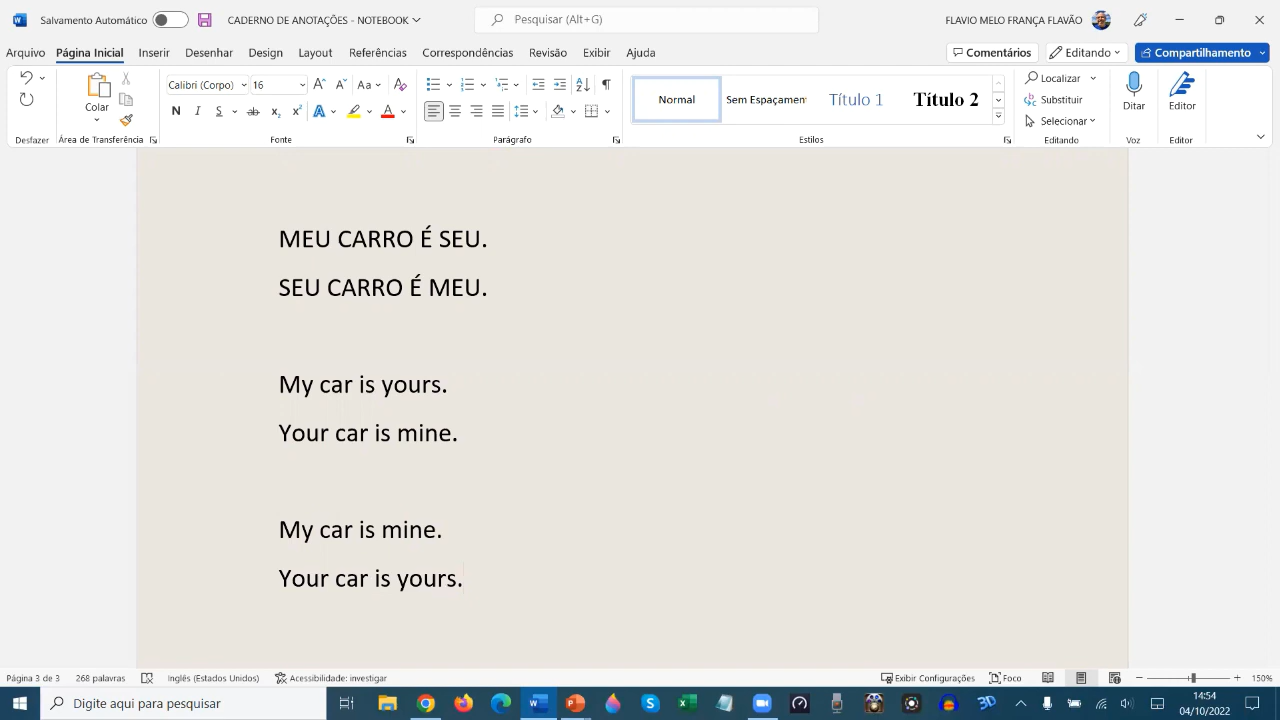 Salvamento Automático CADERNO DE ANOTAÇÕES - NOTEBOOK Pesquisar (Alt+G) FLAVIO MELO FRANÇA FLAVÃO
Arquivo Página Inicial Inserir Desenhar Design Layout Referências Correspondências Revisão Exibir Ajuda Comentários Editando Compartilhamento
Calibri (Corpo) 16
Colar
N I S ab x₂ x²
Normal Sem Espaçamen Título 1 Título 2
Localizar
Substituir
Selecionar
Ditar Editor
Desfazer Área de Transferência Fonte Parágrafo Estilos Editando Voz Editor
MEU CARRO É SEU.
SEU CARRO É MEU.
My car is yours.
Your car is mine.
My car is mine.
Your car is yours.
Página 3 de 3 268 palavras Inglês (Estados Unidos) Acessibilidade: investigar Exibir Configurações Foco 150%
Digite aqui para pesquisar
14:54
04/10/2022